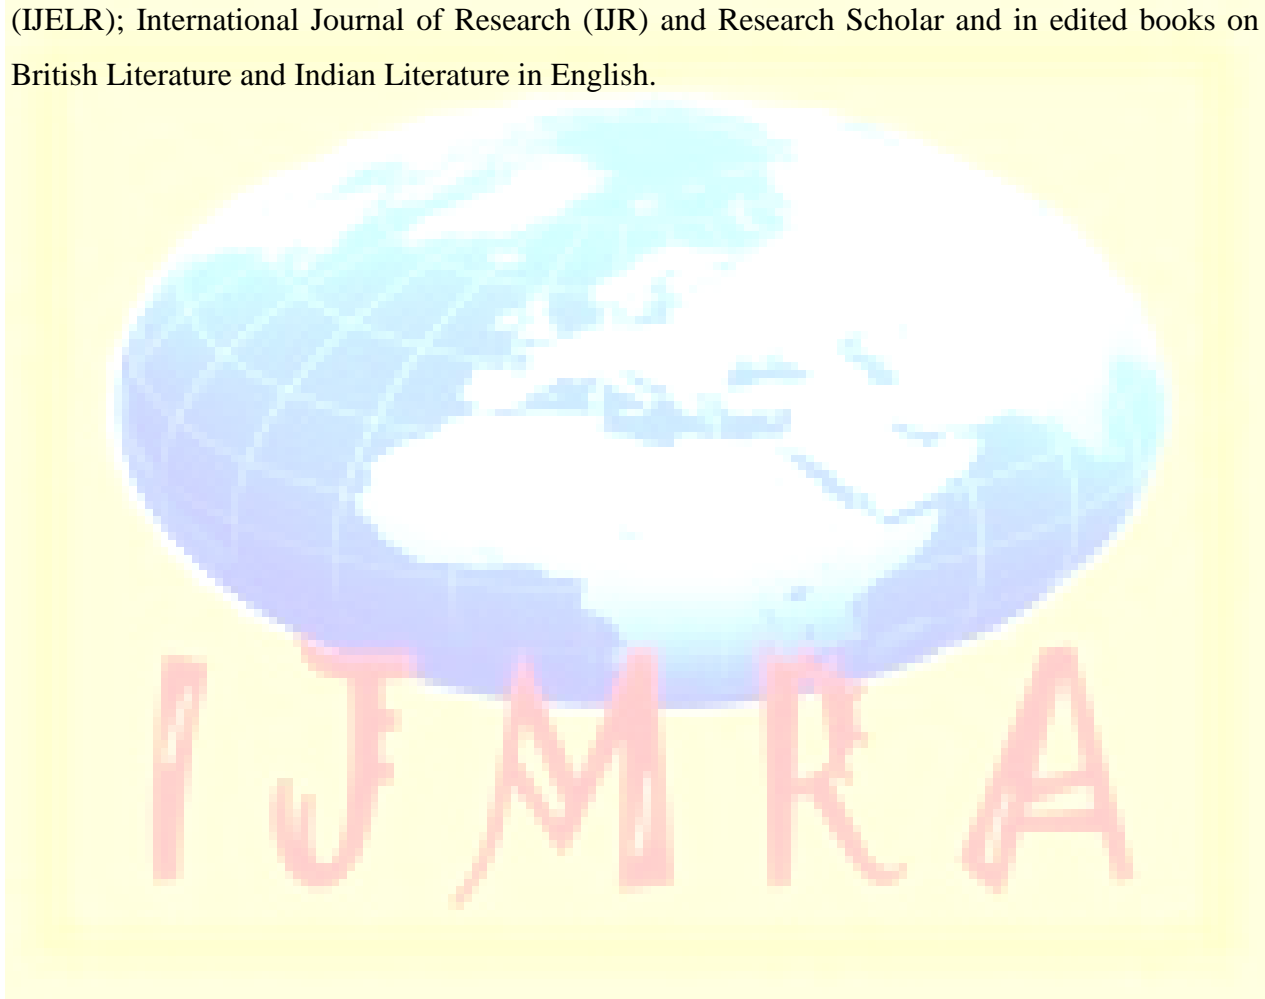 (IJELR); International Journal of Research (IJR) and Research Scholar and in edited books on
British Literature and Indian Literature in English.
IJMRA